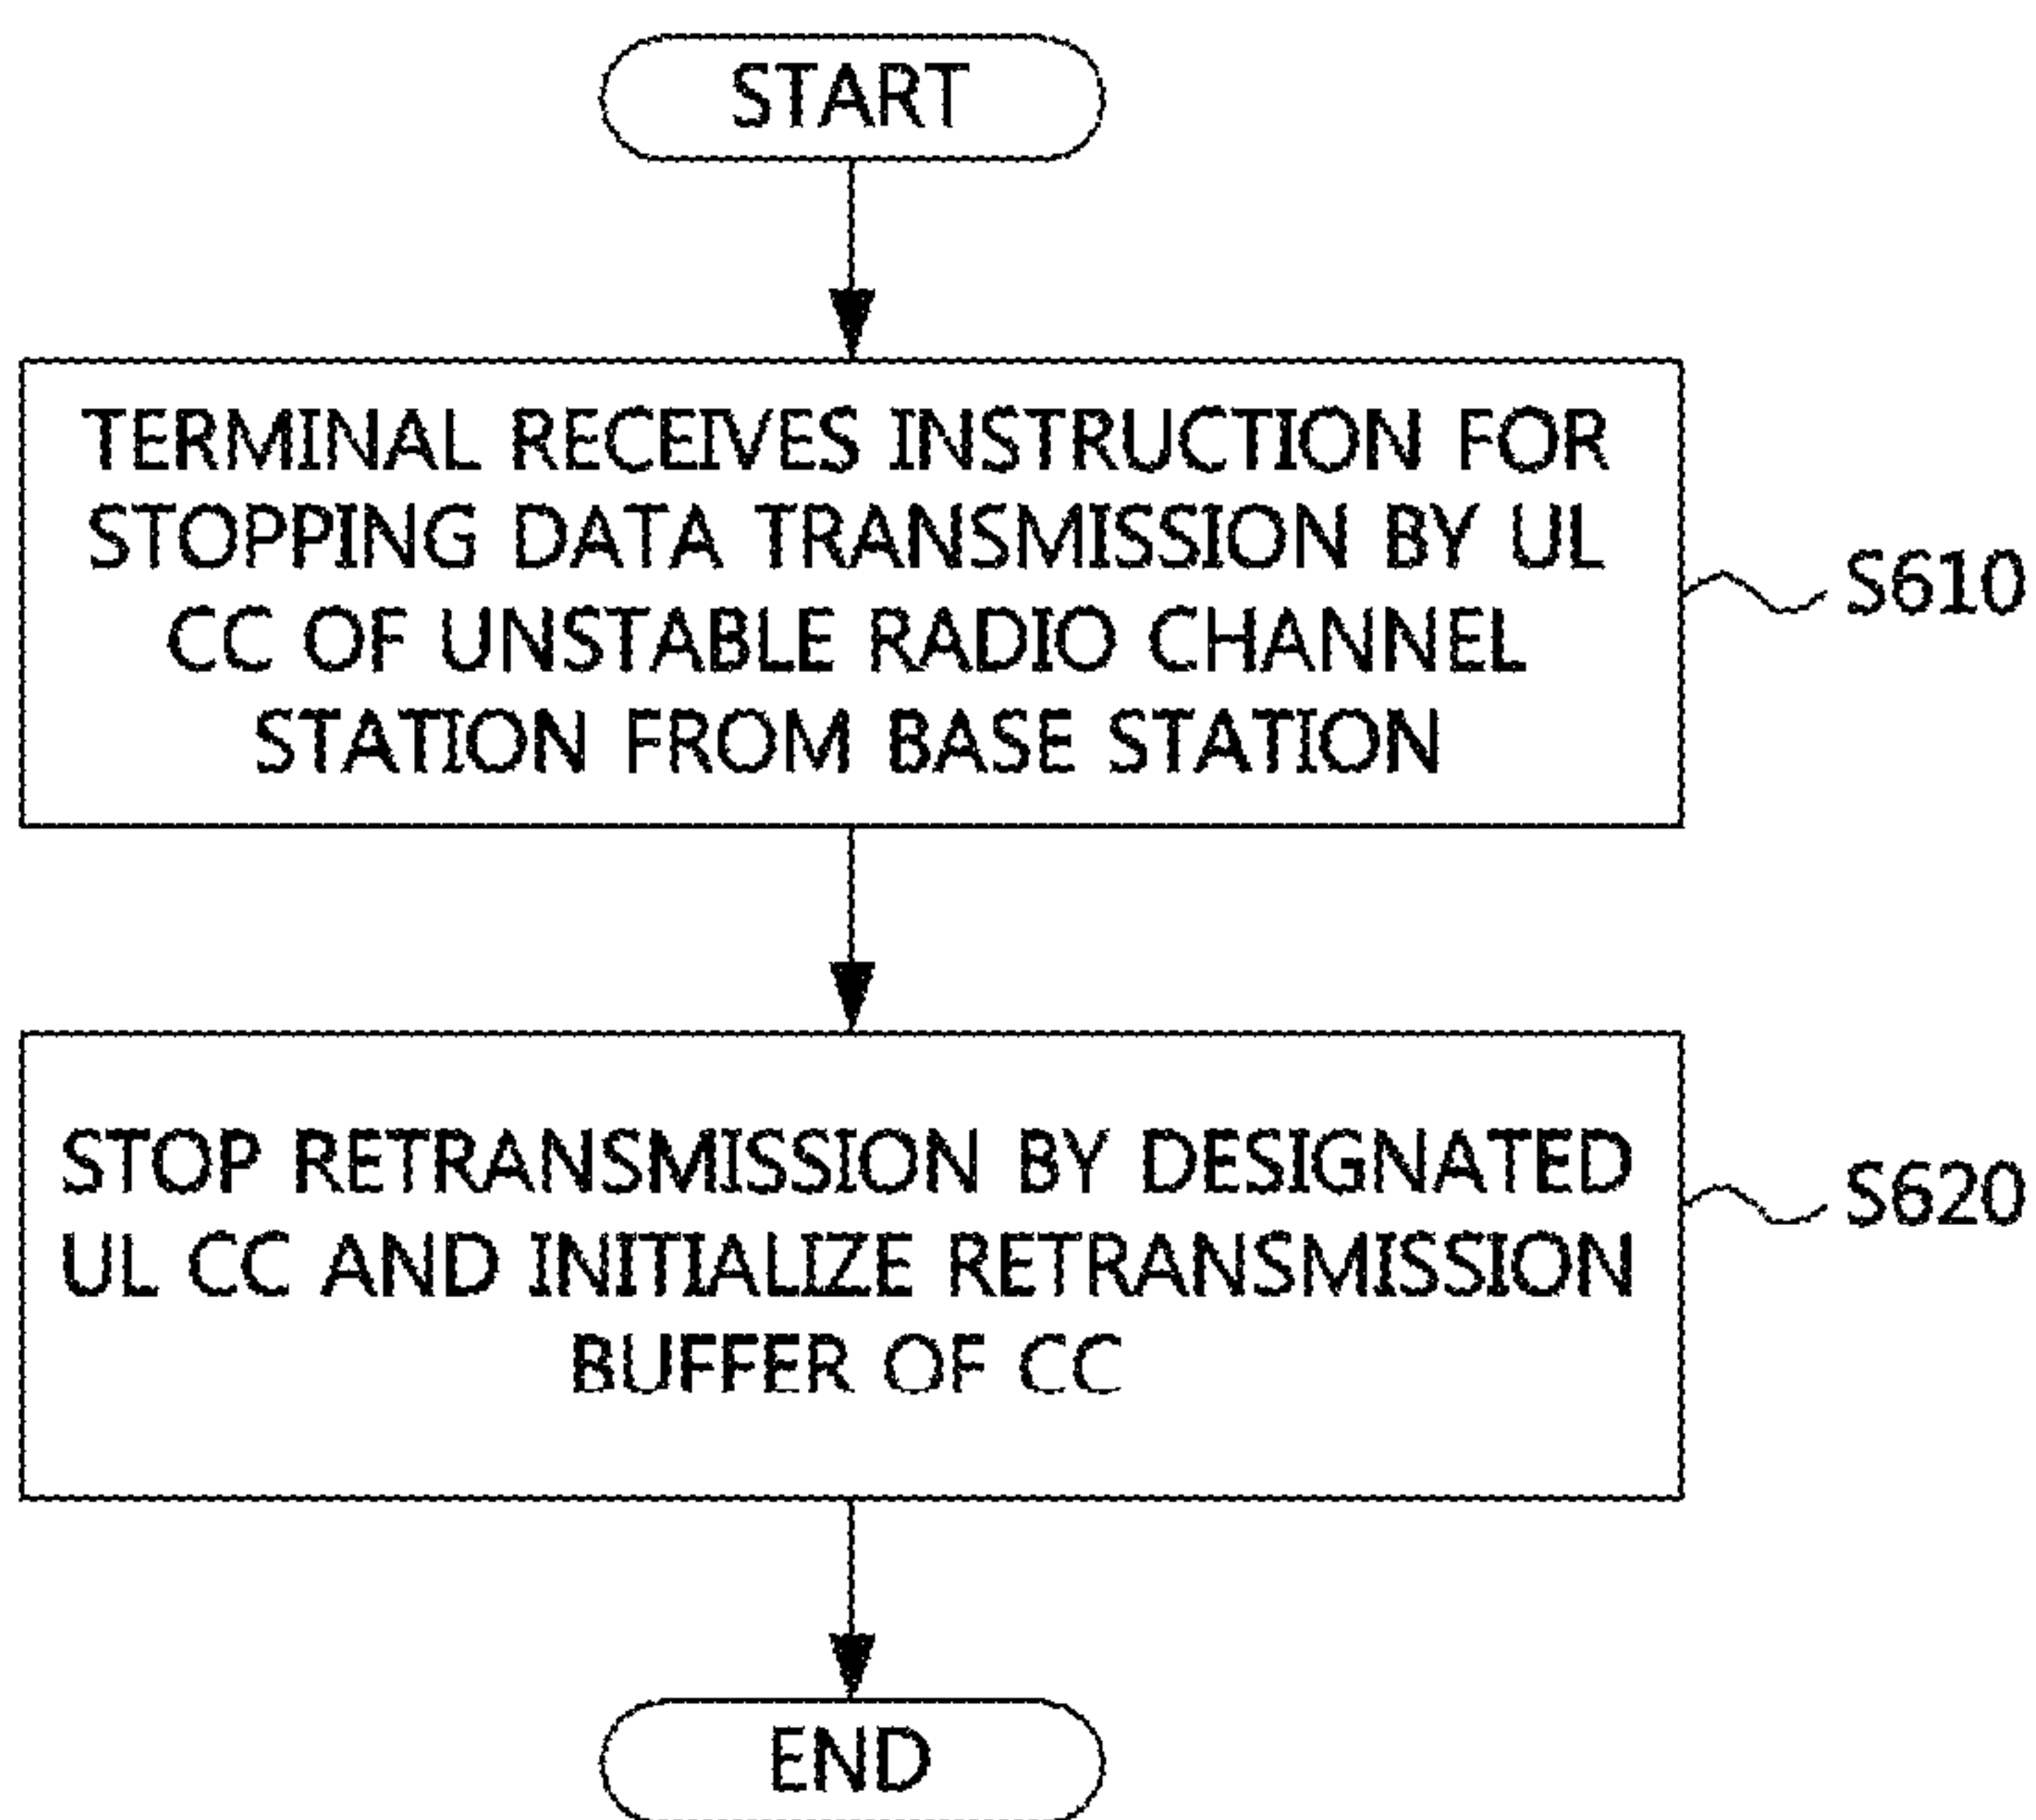 START
TERMINAL RECEIVES INSTRUCTION FOR
STOPPING DATA TRANSMISSION BY UL
CC OF UNSTABLE RADIO CHANNEL
STATION FROM BASE STATION
S610
STOP RETRANSMISSION BY DESIGNATED
UL CC AND INITIALIZE RETRANSMISSION
BUFFER OF CC
S620
END